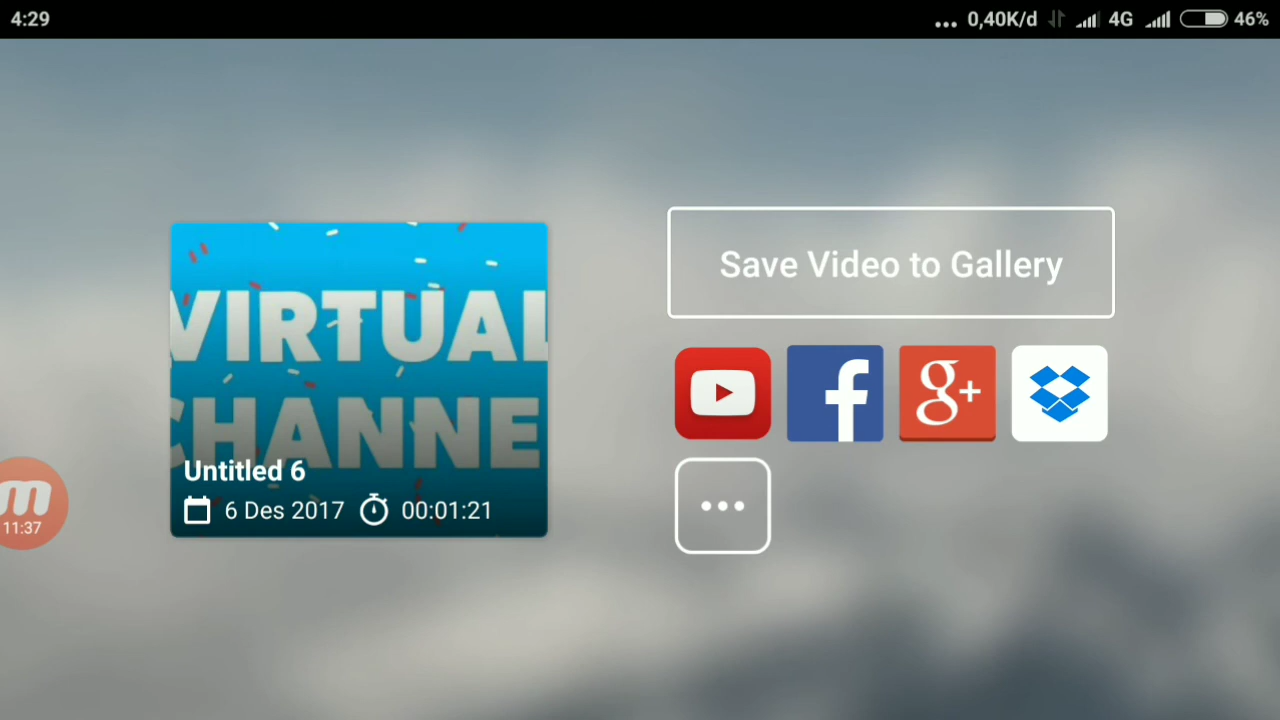 4:29
... 0,40K/d 4G 46%
VIRTUAL
CHANNE
Untitled 6
6 Des 2017 00:01:21
Save Video to Gallery
f g+
m
11:37